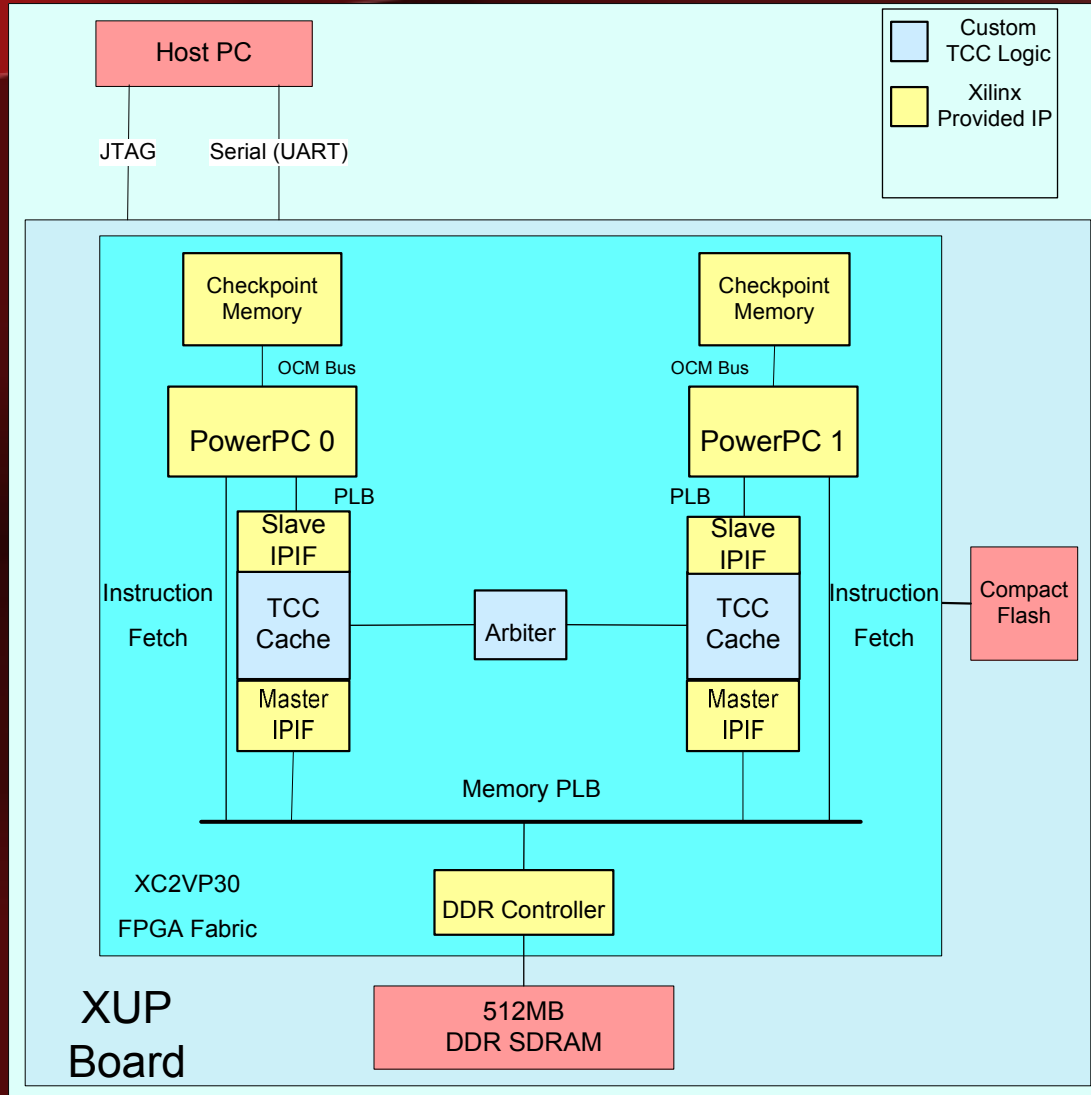 Host PC
Custom
TCC Logic
Xilinx
Provided IP
JTAG
Serial (UART)
Checkpoint
Memory
Checkpoint
Memory
OCM Bus
OCM Bus
PowerPC 0
PowerPC 1
PLB
PLB
Slave
IPIF
Slave
IPIF
Instruction
Fetch
TCC
Cache
Arbiter
TCC
Cache
Instruction
Fetch
Compact
Flash
Master
IPIF
Master
IPIF
Memory PLB
XC2VP30
FPGA Fabric
DDR Controller
XUP
Board
512MB
DDR SDRAM